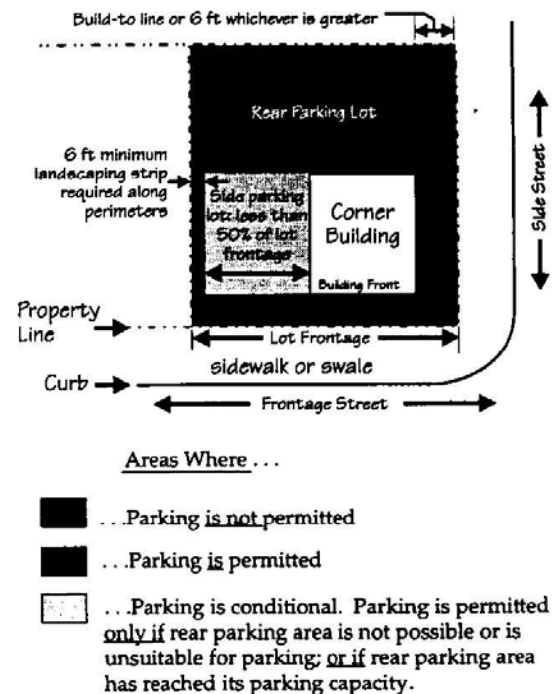 Build-to line or 6 ft whichever is greater
Rear Parking Lot
6 ft minimum
landscaping strip
required along
perimeters
Side parking
lot: less than
50% of lot
frontage
Corner
Building
Building Front
Side Street
Property
Line
Lot Frontage
sidewalk or swale
Curb
Frontage Street
Areas Where ...
...Parking is not permitted
...Parking is permitted
...Parking is conditional. Parking is permitted
only if rear parking area is not possible or is
unsuitable for parking; or if rear parking area
has reached its parking capacity.